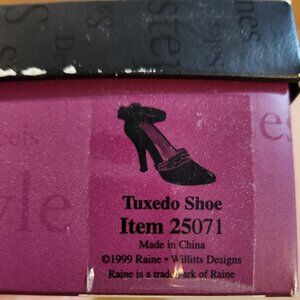 Tuxedo Shoe
Item 25071
Made in China
©1999 Raine • Willitts Designs
Raine is a trademark of Raine